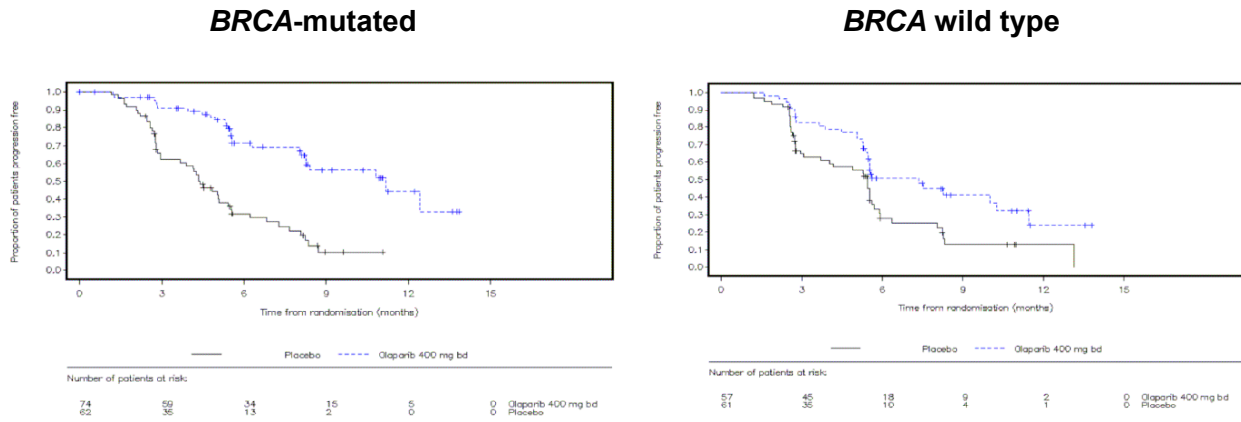 BRCA-mutated
Proportion of patients progression free
1.0
0.9
0.8
0.7
0.6
0.5
0.4
0.3
0.2
0.1
0.0
0 3 6 9 12 15
Time from randomisation (months)
Placebo Olaparib 400 mg bd
Number of patients at risk:
74 59 34 15 5 0 Olaparib 400 mg bd
62 35 13 2 0 0 Placebo
BRCA wild type
Proportion of patients progression free
1.0
0.9
0.8
0.7
0.6
0.5
0.4
0.3
0.2
0.1
0.0
0 3 6 9 12 15
Time from randomisation (months)
Placebo Olaparib 400 mg bd
Number of patients at risk:
57 45 18 9 2 0 Olaparib 400 mg bd
61 35 10 4 1 0 Placebo